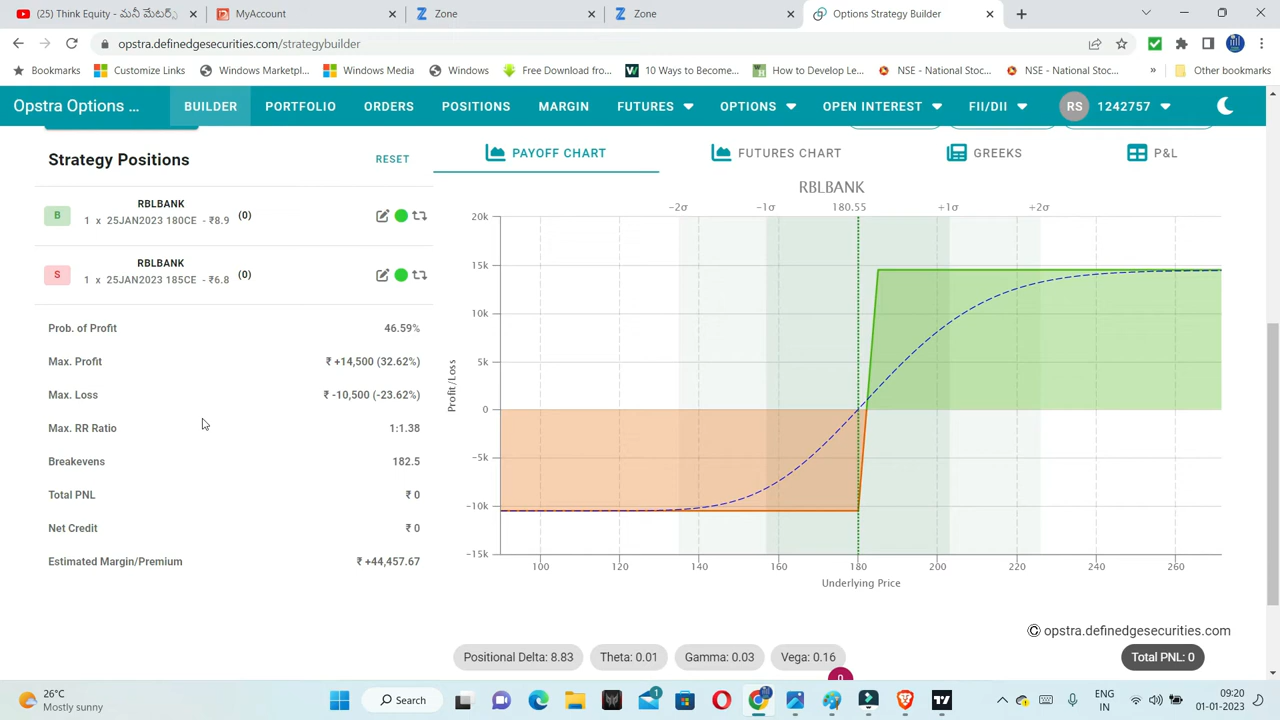 (25) Think Equity - మనీ మేటర్స్
MyAccount
Zone
Zone
Options Strategy Builder
opstra.definedgesecurities.com/strategybuilder
Bookmarks
Customize Links
Windows Marketpl...
Windows Media
Windows
Free Download fro...
10 Ways to Become...
How to Develop Le...
NSE - National Stoc...
NSE - National Stoc...
»
Other bookmarks
Opstra Options ...
BUILDER
PORTFOLIO
ORDERS
POSITIONS
MARGIN
FUTURES
OPTIONS
OPEN INTEREST
FII/DII
RS
1242757
Strategy Positions
RESET
PAYOFF CHART
FUTURES CHART
GREEKS
P&L
B
RBLBANK
1 x 25JAN2023 180CE - ₹8.9
(0)
S
RBLBANK
1 x 25JAN2023 185CE - ₹6.8
(0)
Prob. of Profit 46.59%
Max. Profit ₹ +14,500 (32.62%)
Max. Loss ₹ -10,500 (-23.62%)
Max. RR Ratio 1:1.38
Breakevens 182.5
Total PNL ₹ 0
Net Credit ₹ 0
Estimated Margin/Premium ₹ +44,457.67
RBLBANK
-2σ -1σ 180.55 +1σ +2σ
20k
15k
10k
5k
0
-5k
-10k
-15k
Profit/Loss
100 120 140 160 180 200 220 240 260
Underlying Price
© opstra.definedgesecurities.com
Positional Delta: 8.83
Theta: 0.01
Gamma: 0.03
Vega: 0.16
Total PNL: 0
26°C
Mostly sunny
Search
1
ENG
IN
09:20
01-01-2023